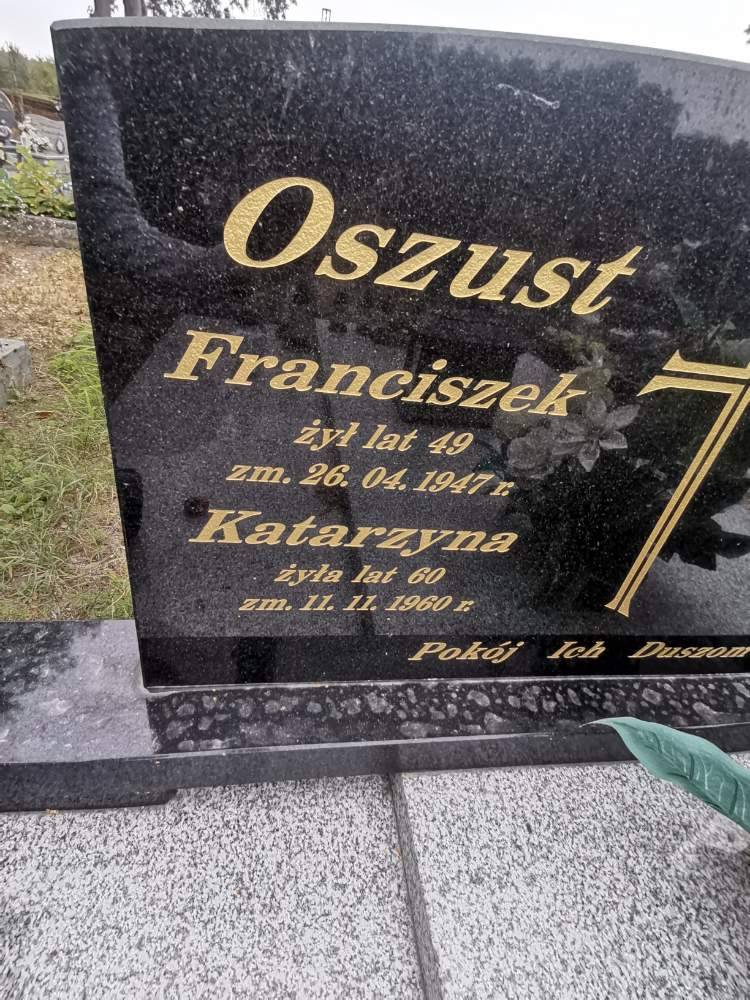 Oszust
Franciszek
żył lat 49
zm. 26. 04. 1947 r.
Katarzyna
żyła lat 60
zm. 11. 11. 1960 r.
Pokój Ich Duszom